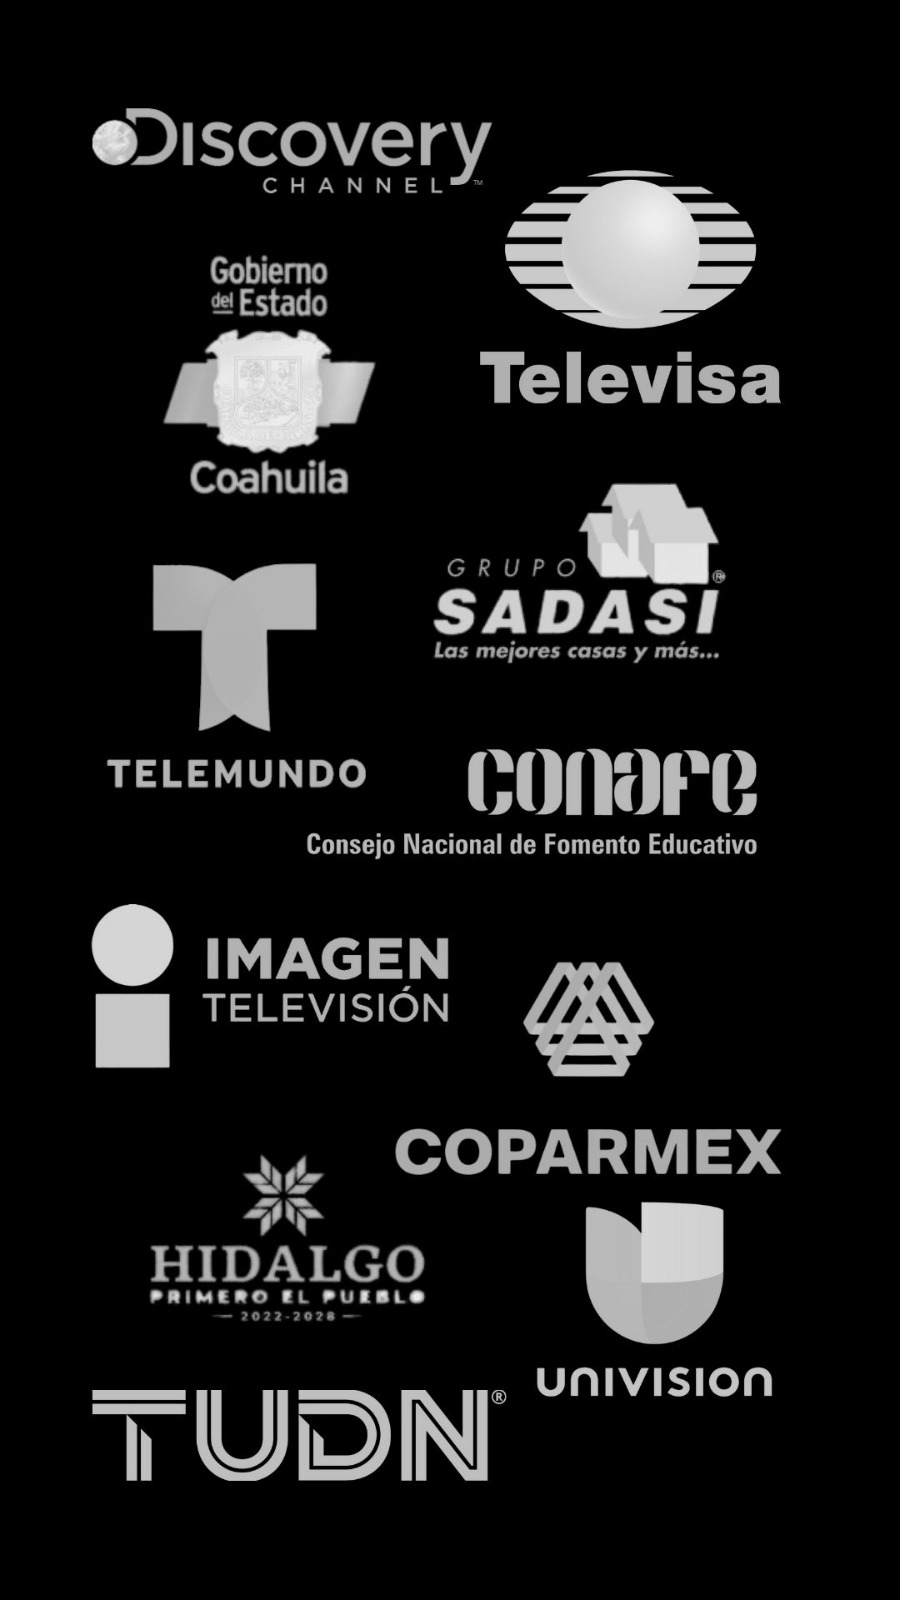 Discovery
CHANNEL™
Televisa
Gobierno
del Estado
Coahuila
GRUPO
SADASI®
Las mejores casas y más...
TELEMUNDO
conafe
Consejo Nacional de Fomento Educativo
IMAGEN
TELEVISIÓN
COPARMEX
HIDALGO
PRIMERO EL PUEBLO
2022-2028
UNIVISION
TUDN®